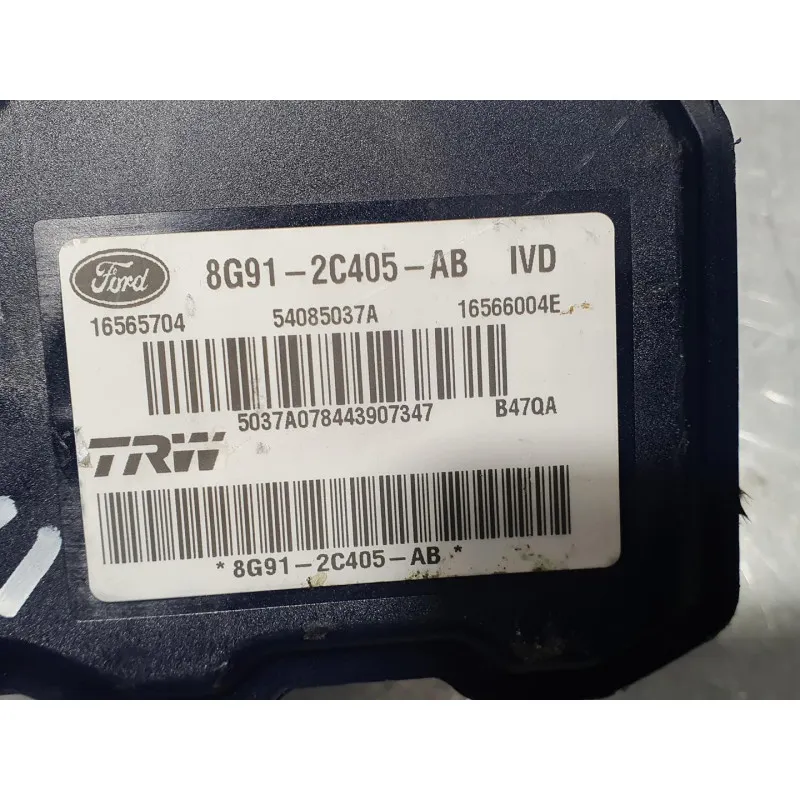 Ford 8G91-2C405-AB IVD
16565704 54085037A 16566004E
5037A078443907347 B47QA
TRW
*8G91-2C405-AB*